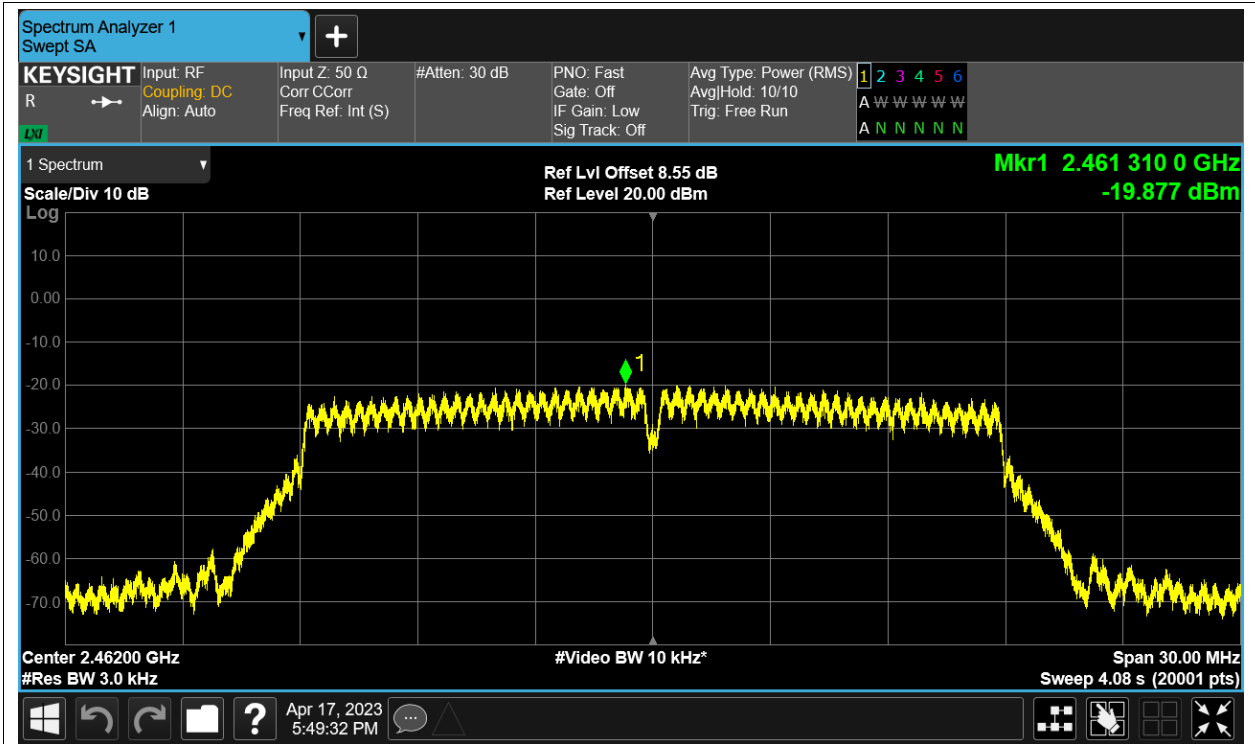 Spectrum Analyzer 1
Swept SA
KEYSIGHT
R
LXI
Input: RF
Coupling: DC
Align: Auto
Input Z: 50 Ω
Corr CCorr
Freq Ref: Int (S)
#Atten: 30 dB
PNO: Fast
Gate: Off
IF Gain: Low
Sig Track: Off
Avg Type: Power (RMS)
Avg|Hold: 10/10
Trig: Free Run
1 2 3 4 5 6
A W W W W W
A N N N N N
1 Spectrum
Scale/Div 10 dB
Log
Ref Lvl Offset 8.55 dB
Ref Level 20.00 dBm
Mkr1 2.461 310 0 GHz
-19.877 dBm
10.0
0.00
-10.0
-20.0
-30.0
-40.0
-50.0
-60.0
-70.0
1
Center 2.46200 GHz
#Res BW 3.0 kHz
#Video BW 10 kHz*
Span 30.00 MHz
Sweep 4.08 s (20001 pts)
?
Apr 17, 2023
5:49:32 PM